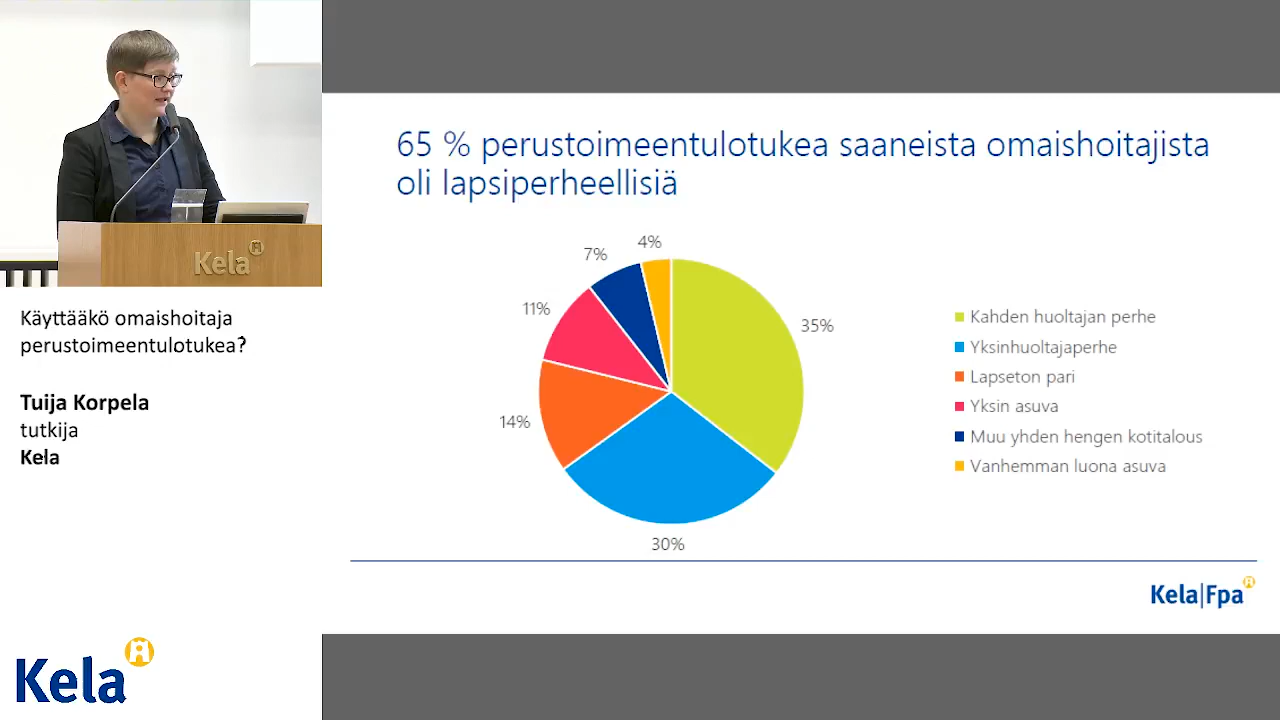 Kela
Käyttääkö omaishoitaja
perustoimeentulotukea?
Tuija Korpela
tutkija
Kela
Kela
65 % perustoimeentulotukea saaneista omaishoitajista
oli lapsiperheellisiä
4%
7%
11%
35%
14%
30%
Kahden huoltajan perhe
Yksinhuoltajaperhe
Lapseton pari
Yksin asuva
Muu yhden hengen kotitalous
Vanhemman luona asuva
Kela|Fpa